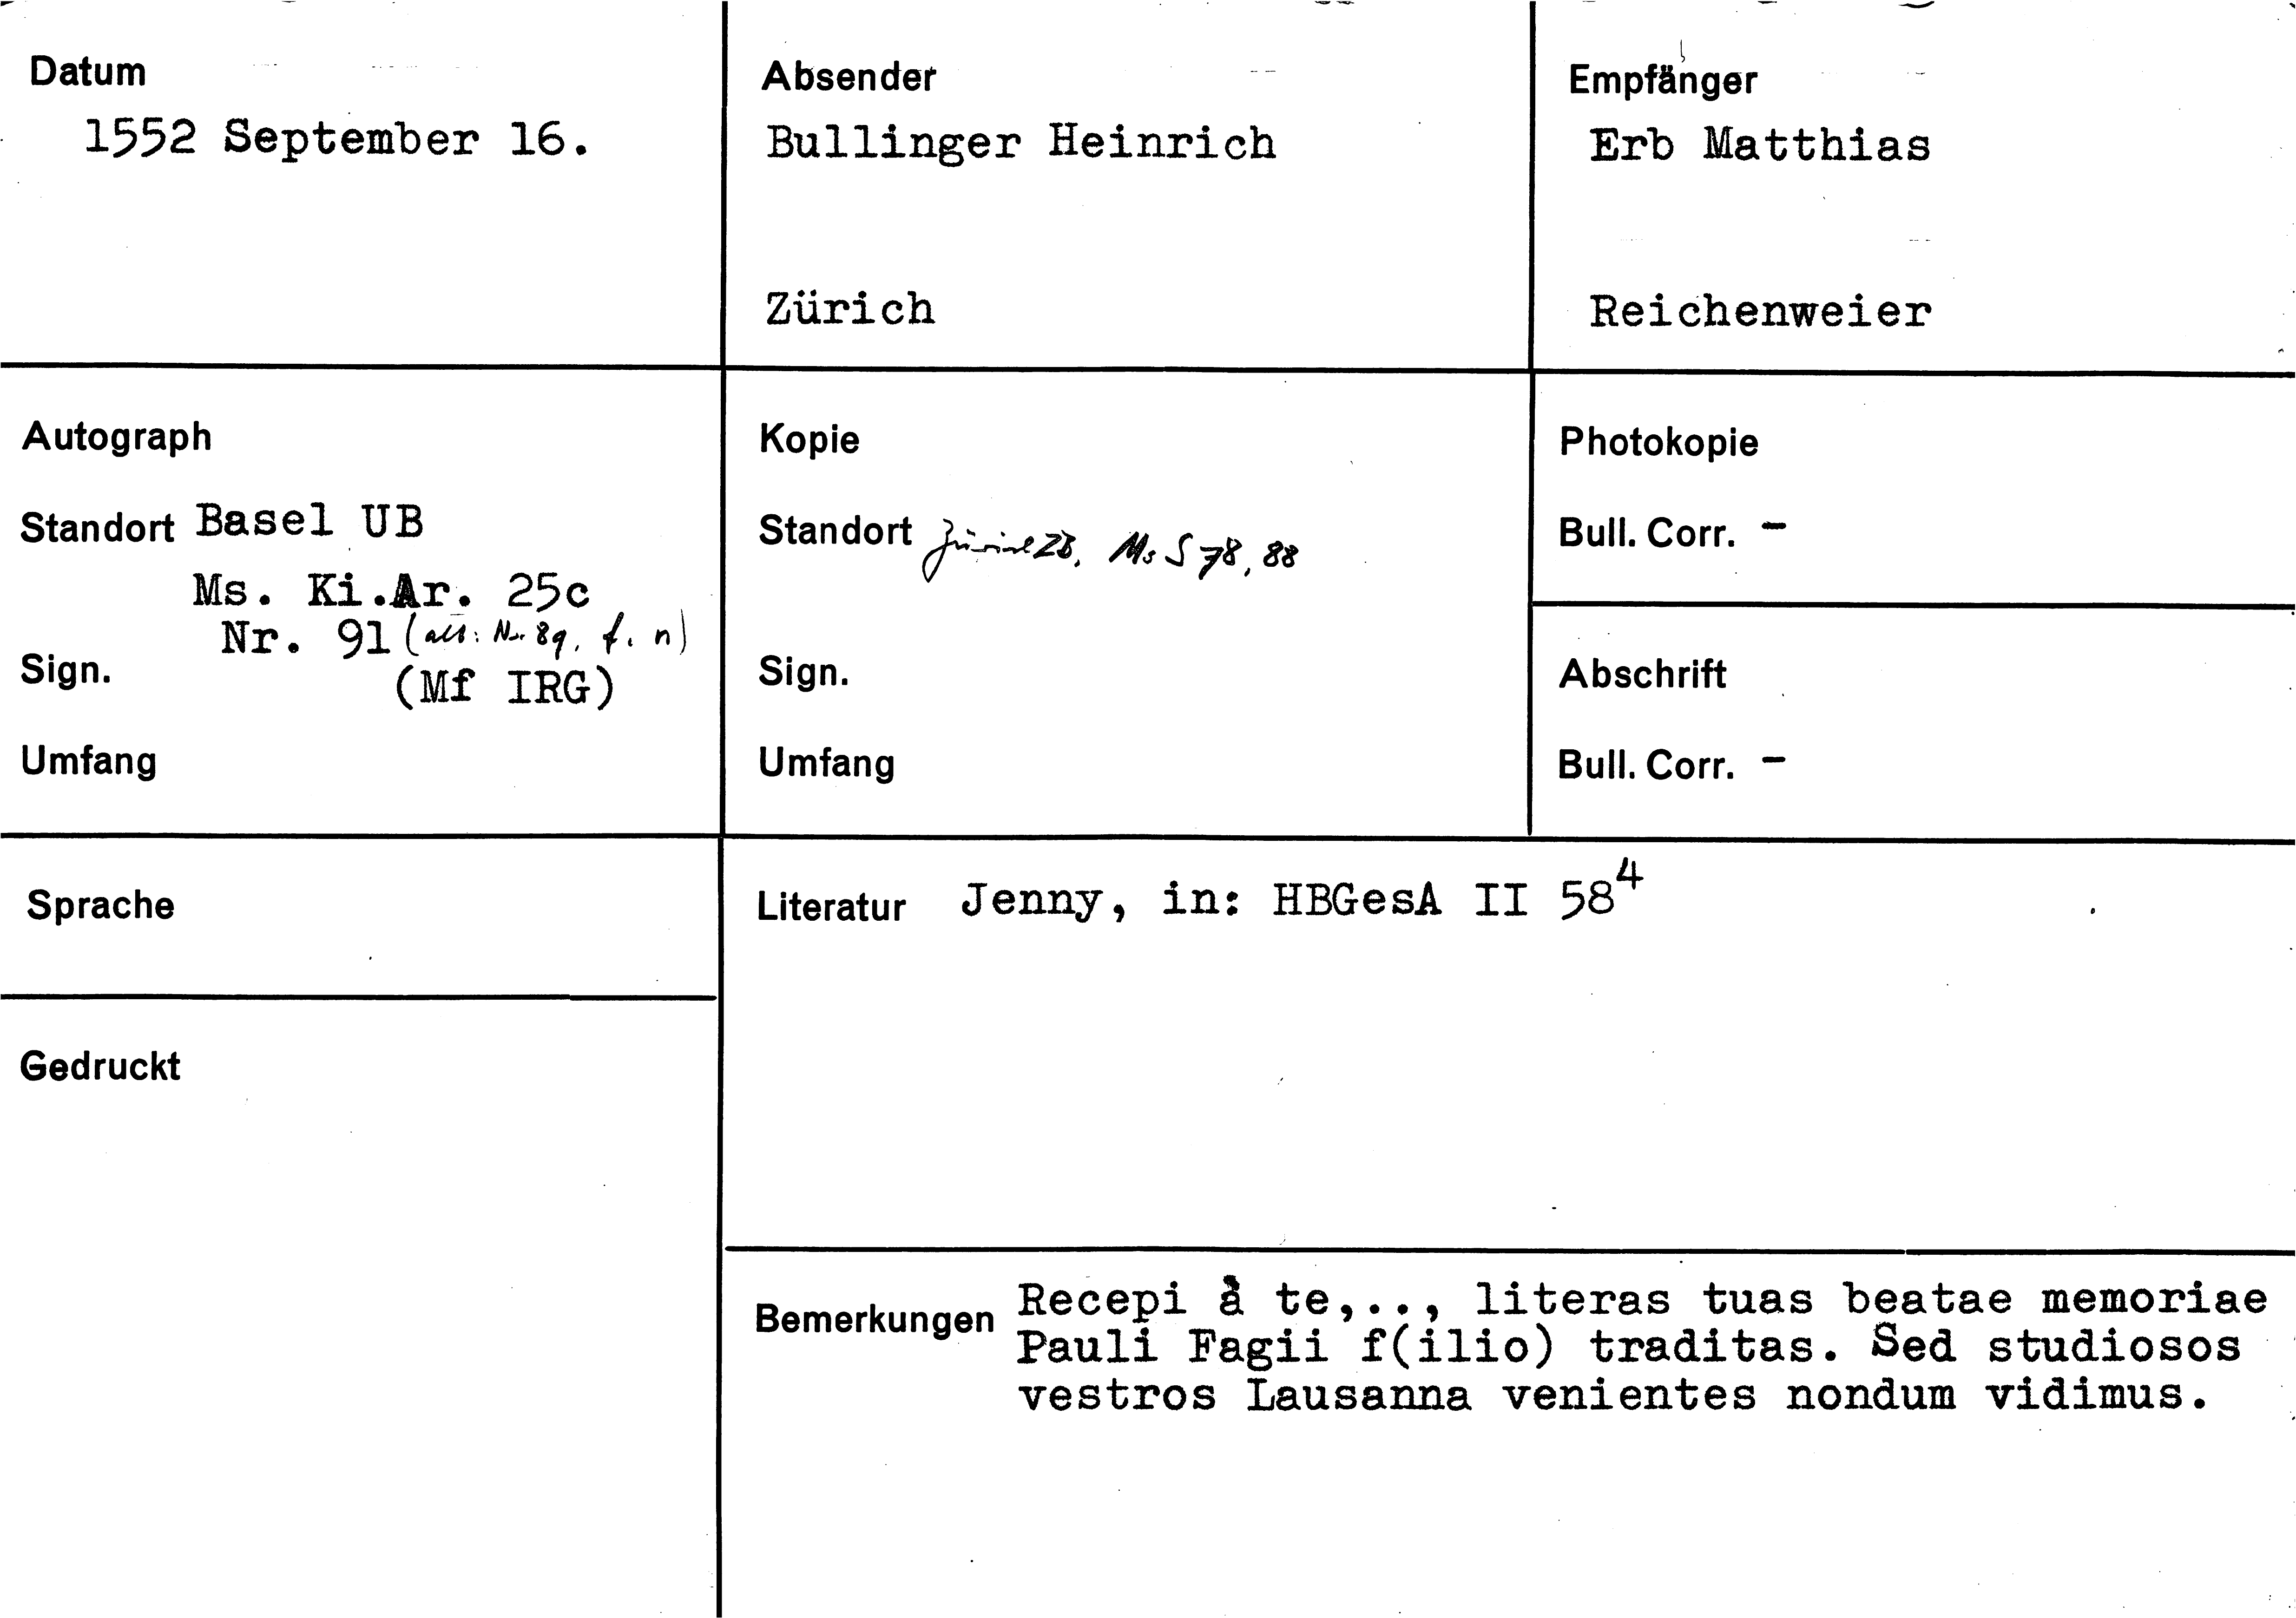 Datum
1552 September 16.
Absender
Bullinger Heinrich
Zürich
Empfänger
Erb Matthias
Reichenweier
Autograph
Standort Basel UB
Ms. Ki.Ar. 25c
Nr. 91 (alt: Nr. 89, f. n)
Sign.
(Mf IRG)
Umfang
Kopie
Standort Zürich ZB, Ms S 78, 88
Sign.
Umfang
Photokopie
Bull. Corr. -
Abschrift
Bull. Corr. -
Sprache
Gedruckt
Literatur Jenny, in: HBGesA II 58⁴
Bemerkungen Recepi à te,.., literas tuas beatae memoriae
Pauli Fagii f(ilio) traditas. Sed studiosos
vestros Lausanna venientes nondum vidimus.